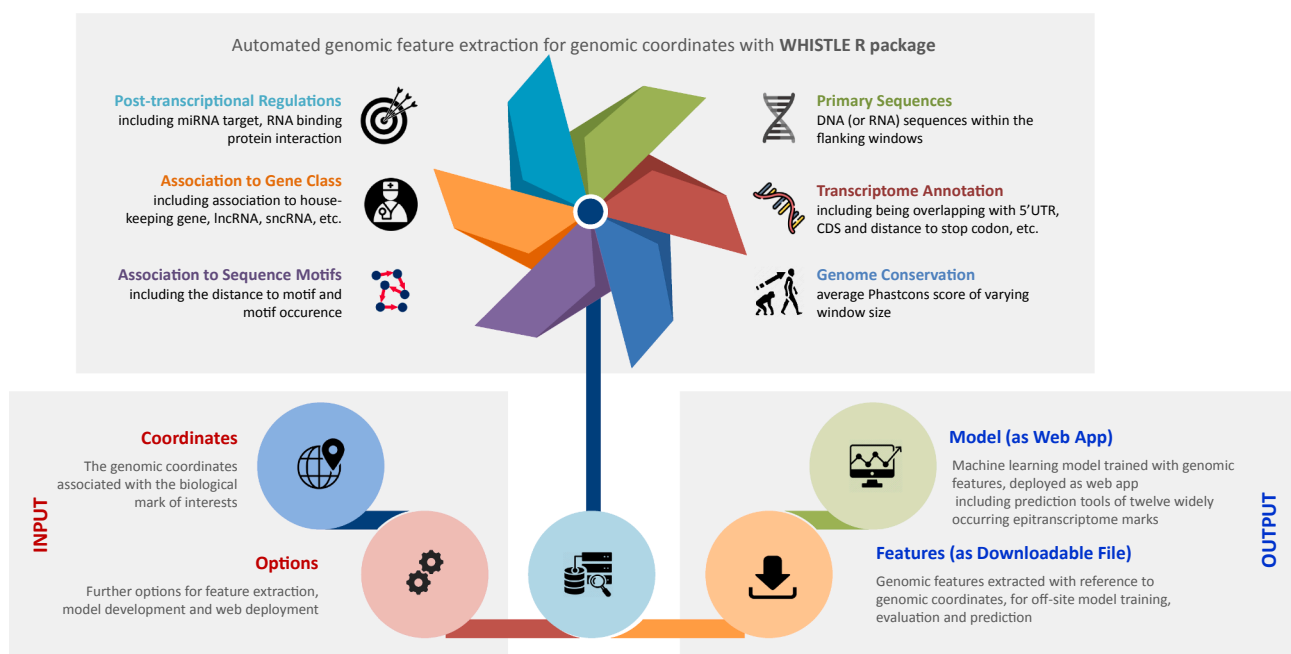 Automated genomic feature extraction for genomic coordinates with WHISTLE R package
Post-transcriptional Regulations
including miRNA target, RNA binding
protein interaction
Association to Gene Class
including association to house-
keeping gene, lncRNA, sncRNA, etc.
Association to Sequence Motifs
including the distance to motif and
motif occurence
Primary Sequences
DNA (or RNA) sequences within the
flanking windows
Transcriptome Annotation
including being overlapping with 5'UTR,
CDS and distance to stop codon, etc.
Genome Conservation
average Phastcons score of varying
window size
INPUT
Coordinates
The genomic coordinates
associated with the biological
mark of interests
Options
Further options for feature extraction,
model development and web deployment
Model (as Web App)
Machine learning model trained with genomic
features, deployed as web app
including prediction tools of twelve widely
occurring epitranscriptome marks
Features (as Downloadable File)
Genomic features extracted with reference to
genomic coordinates, for off-site model training,
evaluation and prediction
OUTPUT